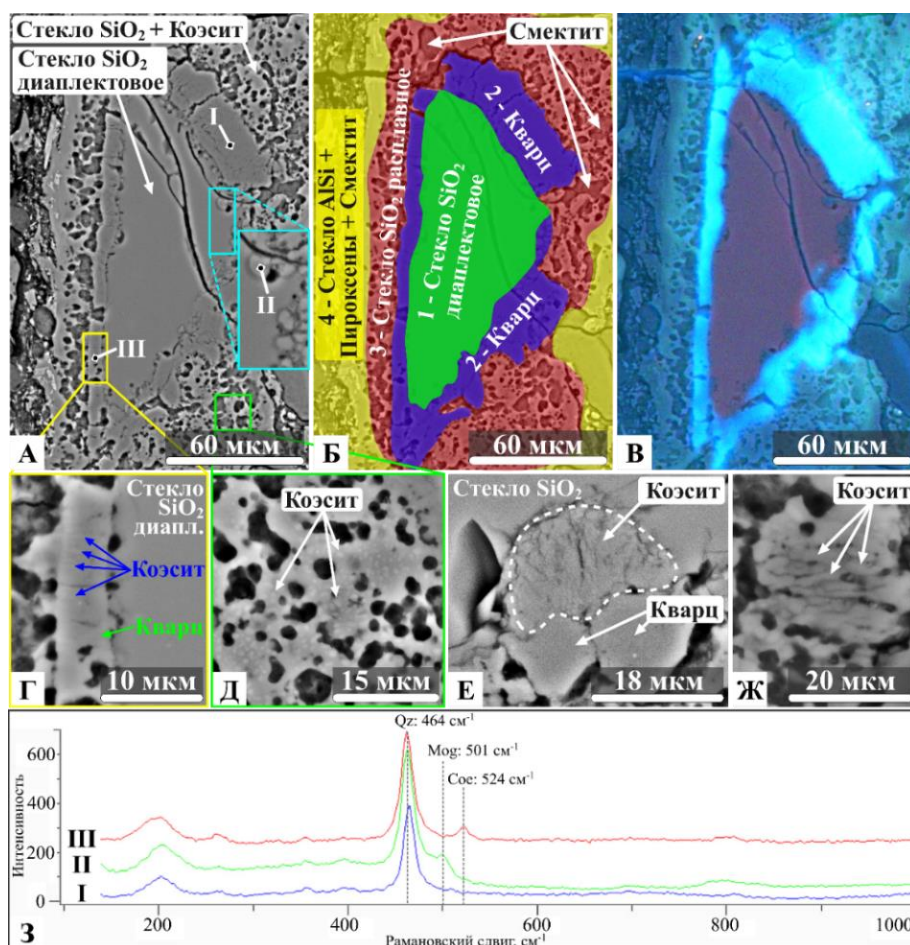 Стекло SiO₂ + Коэсит
Стекло SiO₂
диаплектовое
I
II
III
А
60 мкм
4 - Стекло AlSi +
Пироксены + Смектит
3 - Стекло SiO₂ расплавное
1 - Стекло SiO₂
диаплектовое
2 - Кварц
2 - Кварц
Смектит
Б
60 мкм
В
60 мкм
Стекло
SiO₂
диапл.
Коэсит
Кварц
Г
10 мкм
Коэсит
Д
15 мкм
Стекло SiO₂
Коэсит
Кварц
Е
18 мкм
Коэсит
Ж
20 мкм
Qz: 464 см⁻¹
Mog: 501 см⁻¹
Coe: 524 см⁻¹
Интенсивность
600
400
200
0
III
II
I
З
200
400
600
800
1000
Рамановский сдвиг, см⁻¹